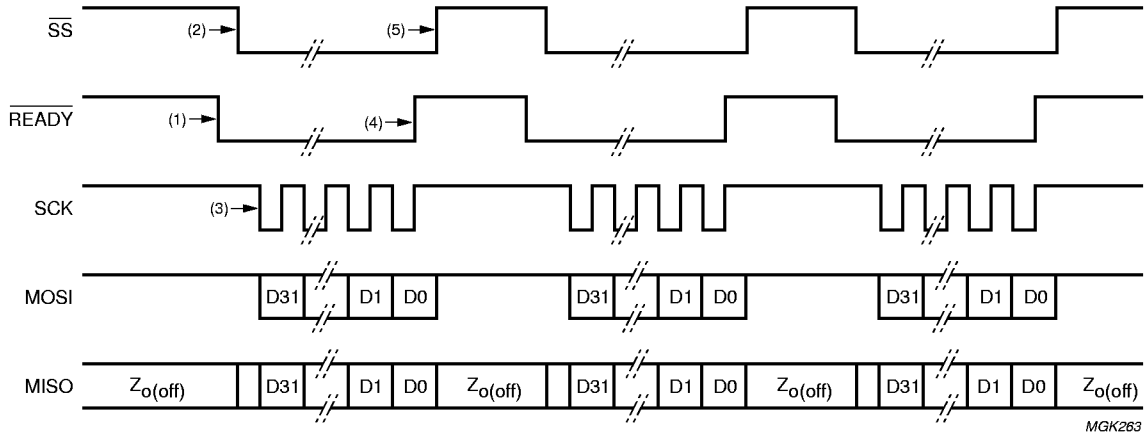 SS (2) (5)
READY (1) (4)
SCK (3)
MOSI D31 D1 D0 D31 D1 D0 D31 D1 D0
MISO Zo(off) D31 D1 D0 Zo(off) D31 D1 D0 Zo(off) D31 D1 D0 Zo(off)
MGK263